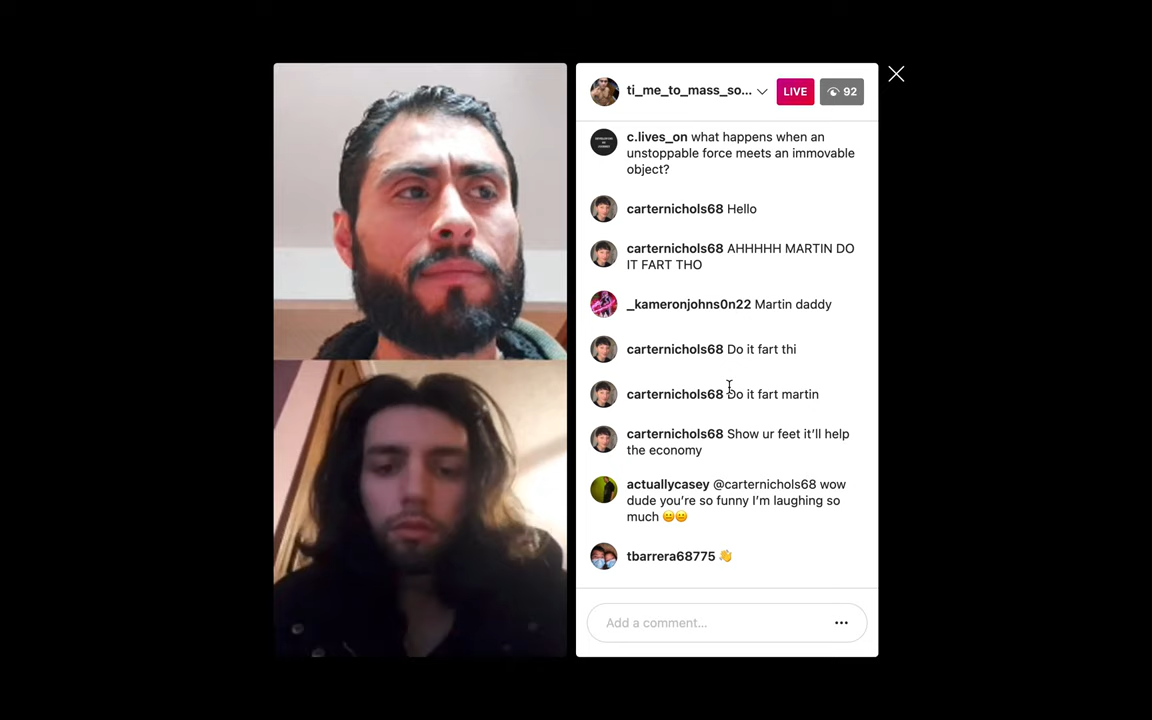 ti_me_to_mass_so...
LIVE
92
c.lives_on what happens when an
unstoppable force meets an immovable
object?
carternichols68 Hello
carternichols68 AHHHHH MARTIN DO
IT FART THO
_kameronjohns0n22 Martin daddy
carternichols68 Do it fart thi
carternichols68 Do it fart martin
carternichols68 Show ur feet it'll help
the economy
actuallycasey @carternichols68 wow
dude you're so funny I'm laughing so
much 😐😐
tbarrera68775 👋
Add a comment...